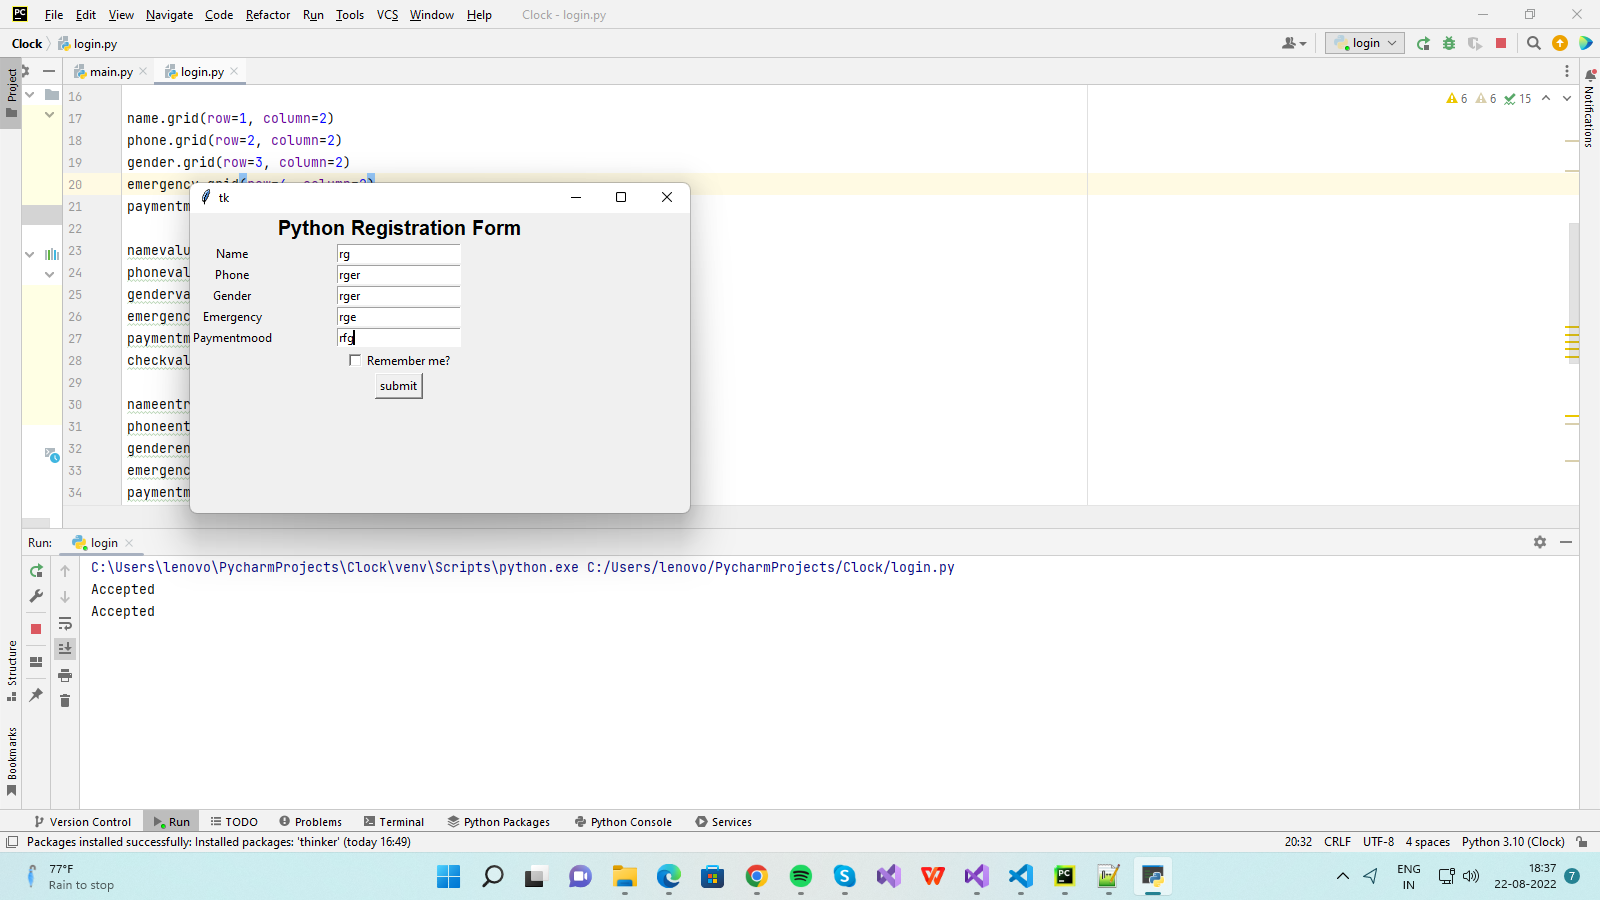 File Edit View Navigate Code Refactor Run Tools VCS Window Help Clock - login.py
Clock login.py login
Project main.py login.py
16 6 6 15
17 name.grid(row=1, column=2)
18 phone.grid(row=2, column=2)
19 gender.grid(row=3, column=2)
20
21 paymentm
22
23 namevalu
24 phoneval
25 genderva
26 emergenc
27 paymentm
28 checkval
29
30 nameentr
31 phoneent
32 genderen
33 emergenc
34 paymentm
Notifications
tk
Python Registration Form
Name rg
Phone rger
Gender rger
Emergency rge
Paymentmood rfg
Remember me?
submit
Run: login
C:\Users\lenovo\PycharmProjects\Clock\venv\Scripts\python.exe C:/Users/lenovo/PycharmProjects/Clock/login.py
Accepted
Accepted
Structure
Bookmarks
Version Control Run TODO Problems Terminal Python Packages Python Console Services
Packages installed successfully: Installed packages: 'thinker' (today 16:49) 20:32 CRLF UTF-8 4 spaces Python 3.10 (Clock)
77°F
Rain to stop
ENG
IN
18:37
22-08-2022
7